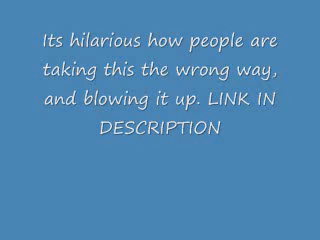 Its hilarious how people are
taking this the wrong way,
and blowing it up. LINK IN
DESCRIPTION